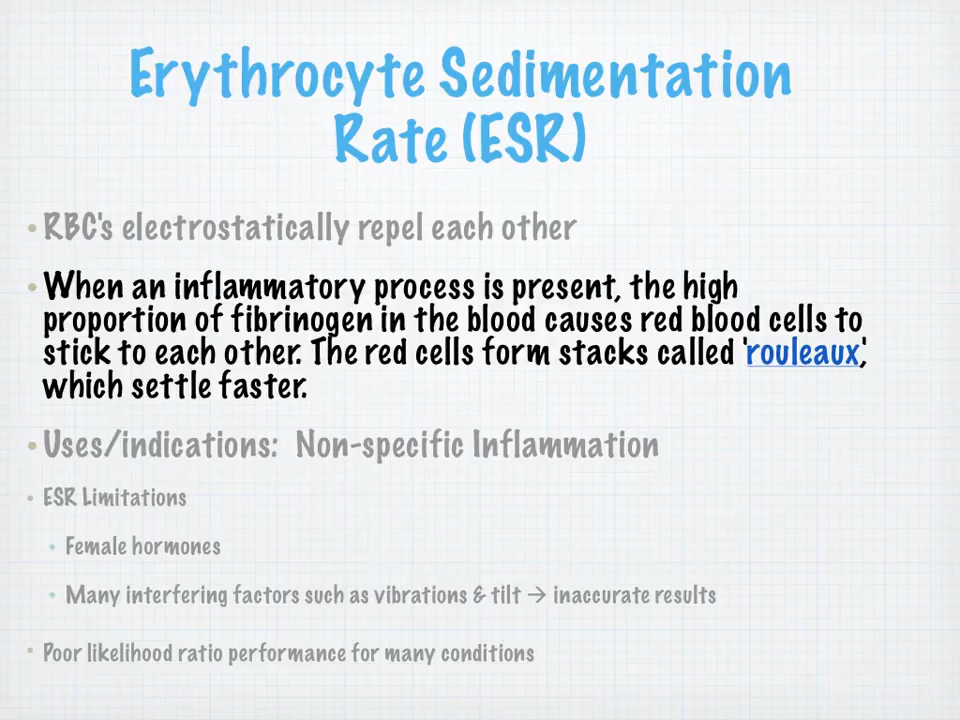 Erythrocyte Sedimentation
Rate (ESR)
• RBC's electrostatically repel each other
• When an inflammatory process is present, the high
proportion of fibrinogen in the blood causes red blood cells to
stick to each other. The red cells form stacks called 'rouleaux,'
which settle faster.
• Uses/indications: Non-specific Inflammation
• ESR Limitations
• Female hormones
• Many interfering factors such as vibrations & tilt → inaccurate results
• Poor likelihood ratio performance for many conditions